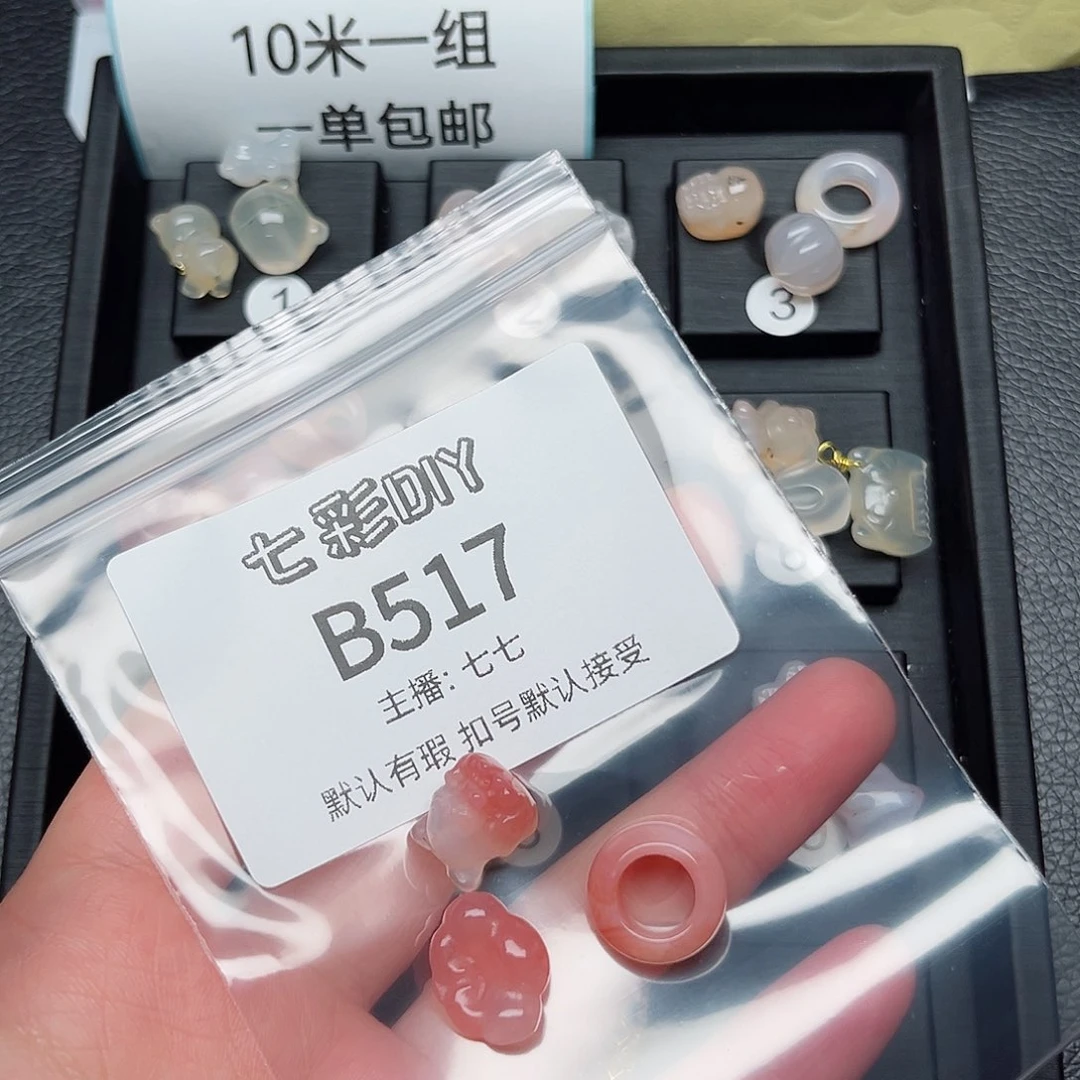 10米一组
一单包邮
1
3
七彩DIY
B517
主播: 七七
默认有瑕 扣号默认接受